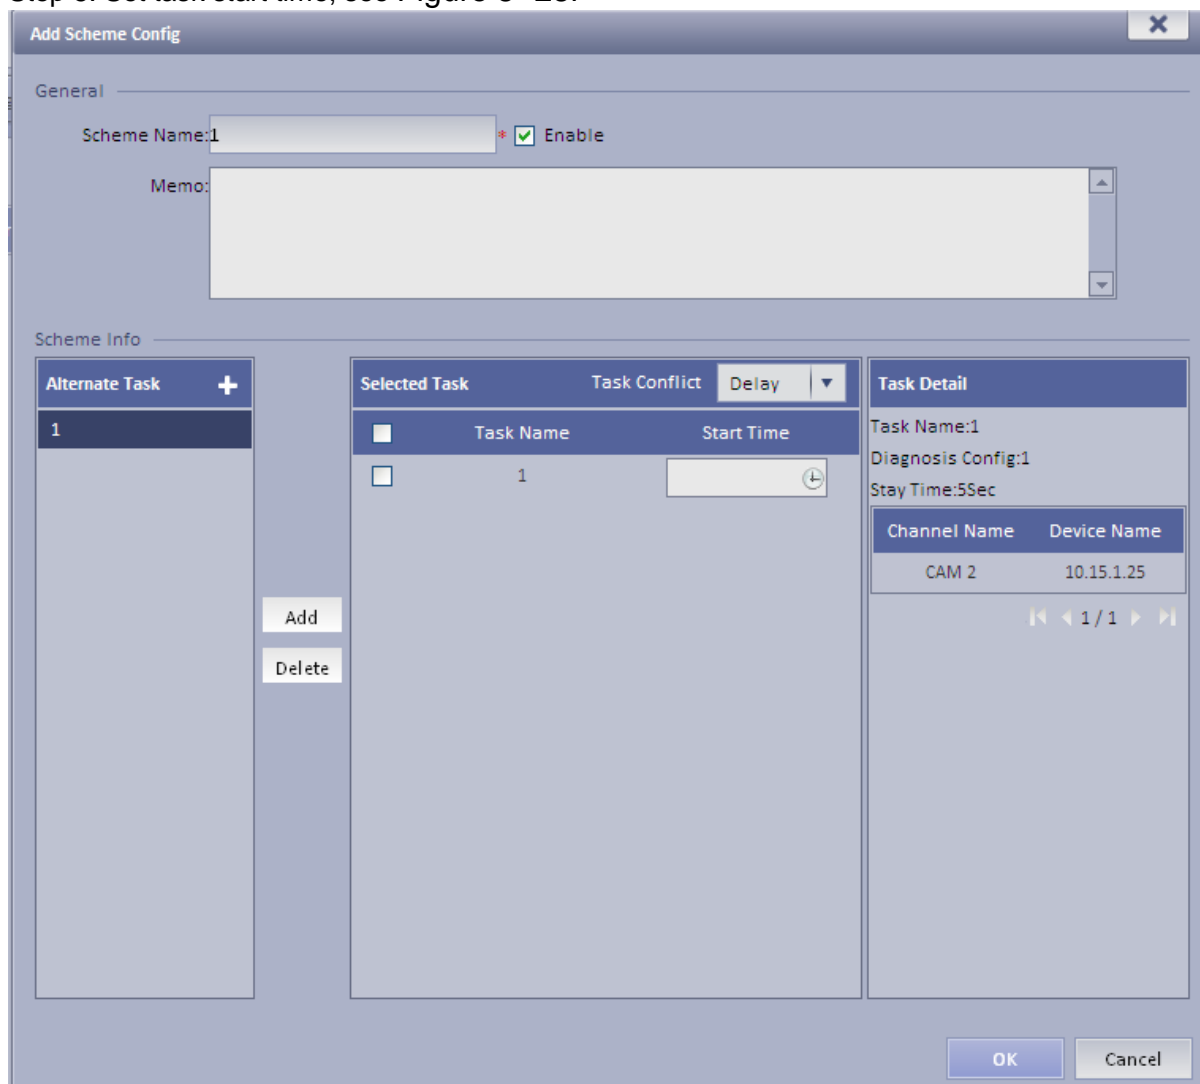 Add Scheme Config
General
Scheme Name:1 * Enable
Memo:
Scheme Info
Alternate Task +
1
Add
Delete
Selected Task Task Conflict Delay
Task Name Start Time
1
Task Detail
Task Name:1
Diagnosis Config:1
Stay Time:5Sec
Channel Name Device Name
CAM 2 10.15.1.25
1/1
OK Cancel